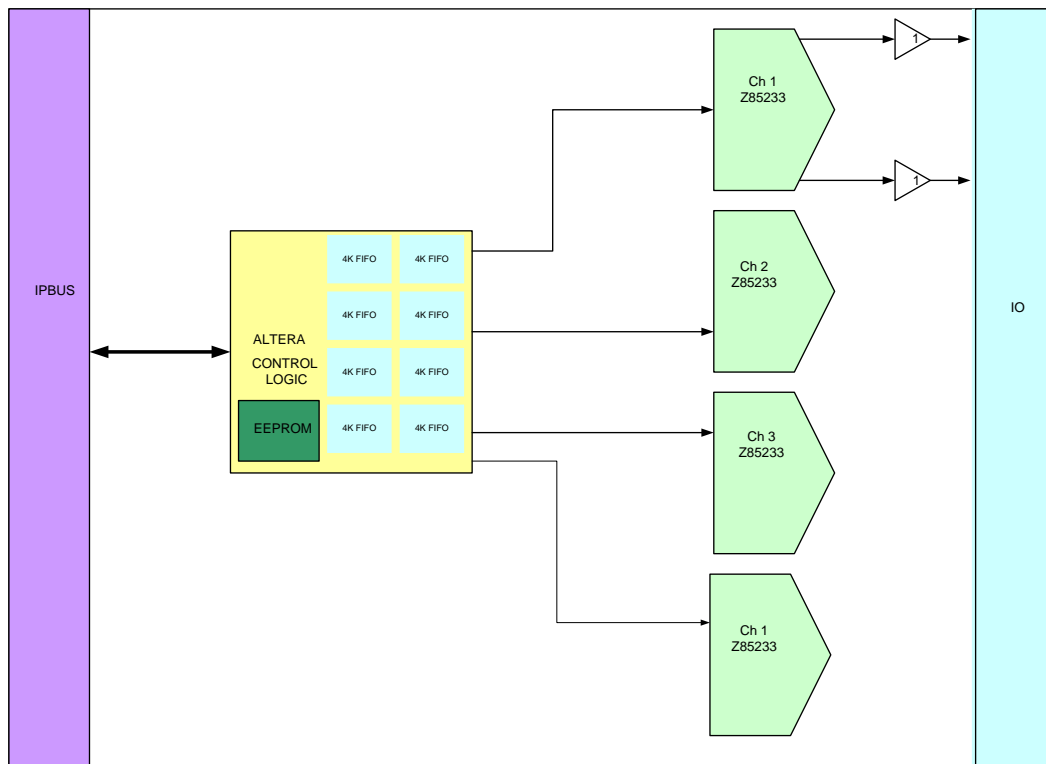 IPBUS
ALTERA
CONTROL
LOGIC
EEPROM
4K FIFO
4K FIFO
4K FIFO
4K FIFO
4K FIFO
4K FIFO
4K FIFO
4K FIFO
Ch 1
Z85233
Ch 2
Z85233
Ch 3
Z85233
Ch 1
Z85233
1
1
IO